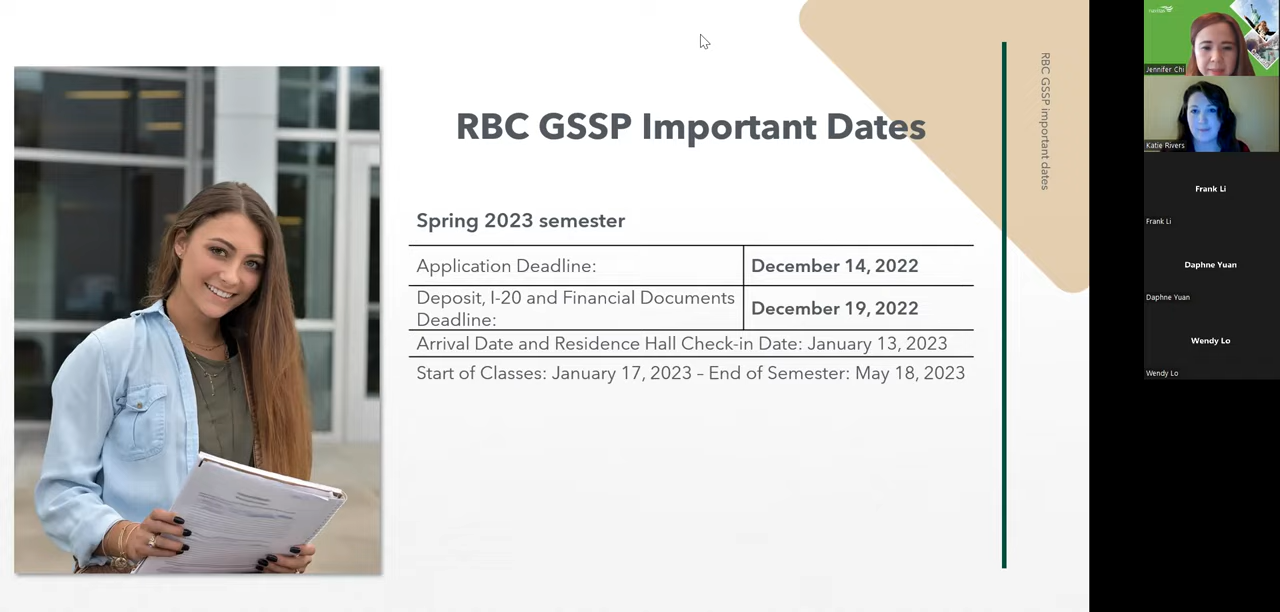 RBC GSSP Important Dates
Spring 2023 semester
Application Deadline:
December 14, 2022
Deposit, I-20 and Financial Documents
Deadline:
December 19, 2022
Arrival Date and Residence Hall Check-in Date: January 13, 2023
Start of Classes: January 17, 2023 – End of Semester: May 18, 2023
RBC GSSP important dates
Jennifer Chi
Katie Rivers
Frank Li
Frank Li
Daphne Yuan
Daphne Yuan
Wendy Lo
Wendy Lo